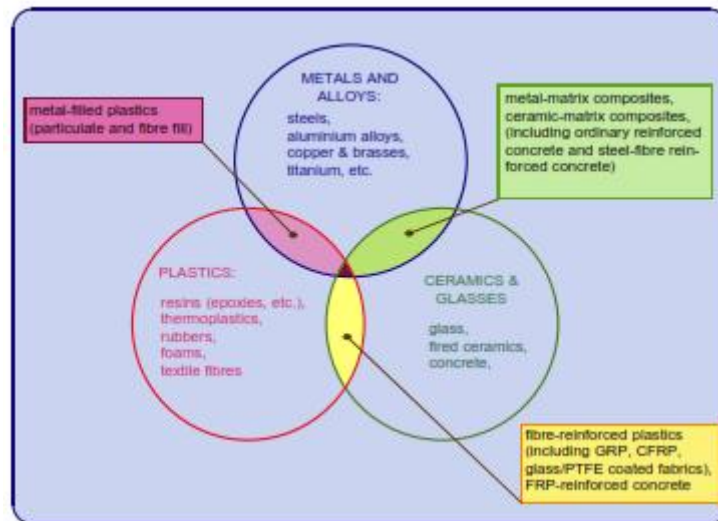 METALS AND
ALLOYS:
steels,
aluminium alloys,
copper & brasses,
titanium, etc.
metal-filled plastics
(particulate and fibre fill)
metal-matrix composites,
ceramic-matrix composites,
(including ordinary reinforced
concrete and steel-fibre rein-
forced concrete)
PLASTICS:
resins (epoxies, etc.),
thermoplastics,
rubbers,
foams,
textile fibres
CERAMICS &
GLASSES
glass,
fired ceramics,
concrete,
fibre-reinforced plastics
(including GRP, CFRP,
glass/PTFE coated fabrics),
FRP-reinforced concrete